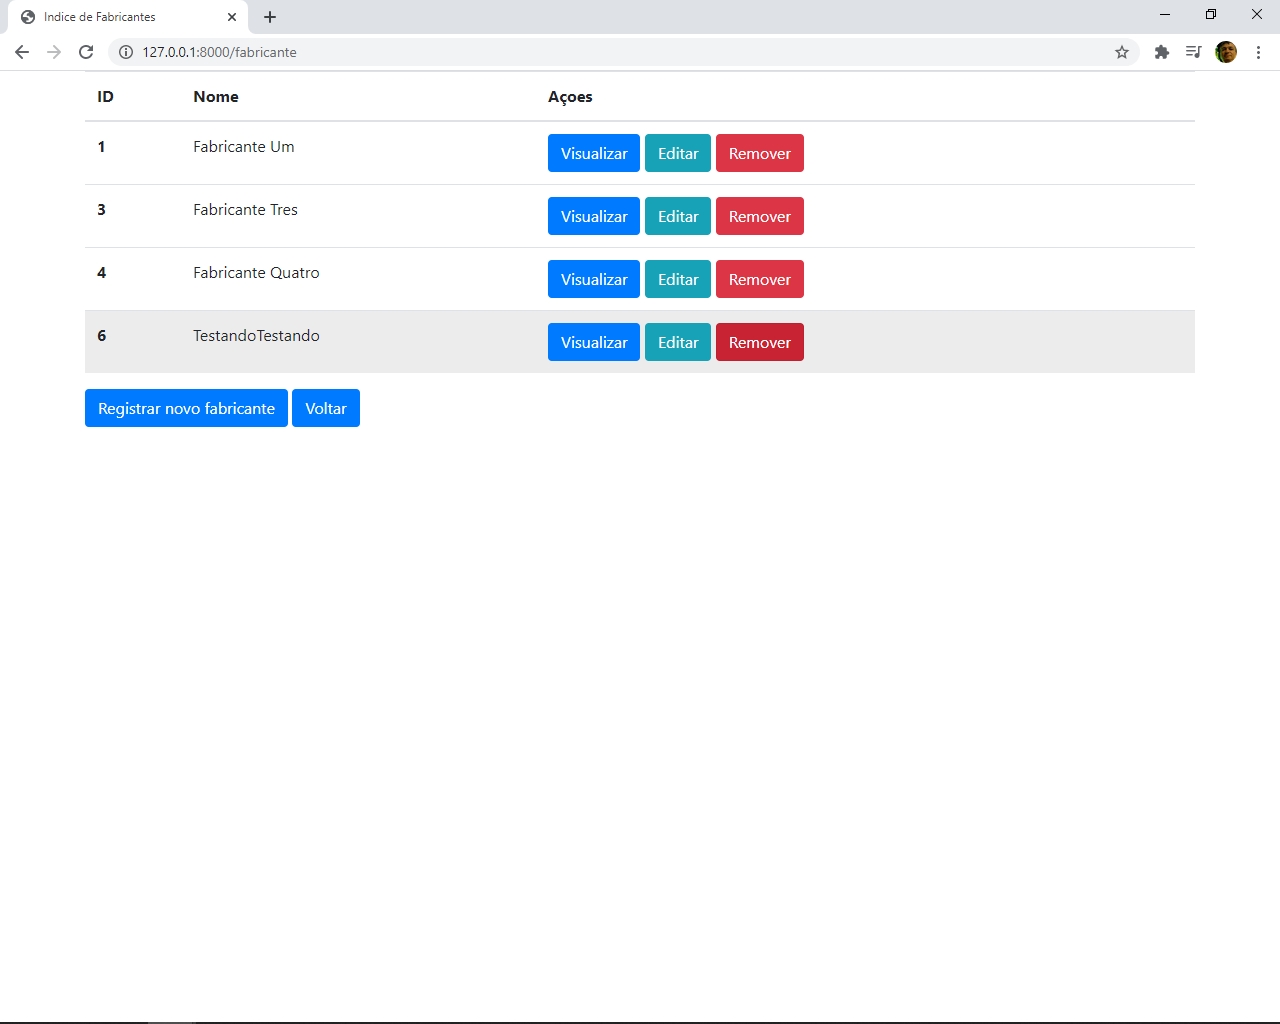 Indice de Fabricantes
127.0.0.1:8000/fabricante
ID Nome Açoes
1 Fabricante Um Visualizar Editar Remover
3 Fabricante Tres Visualizar Editar Remover
4 Fabricante Quatro Visualizar Editar Remover
6 TestandoTestando Visualizar Editar Remover
Registrar novo fabricante Voltar